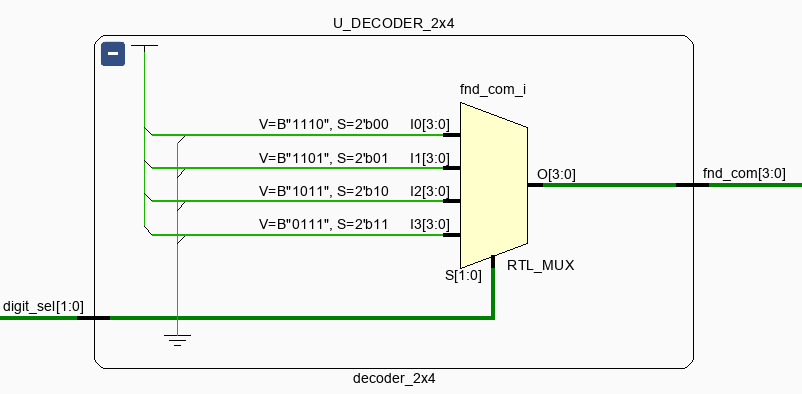 U_DECODER_2x4
fnd_com_i
V=B"1110", S=2'b00 I0[3:0]
V=B"1101", S=2'b01 I1[3:0]
V=B"1011", S=2'b10 I2[3:0]
V=B"0111", S=2'b11 I3[3:0]
O[3:0]
fnd_com[3:0]
S[1:0]
RTL_MUX
digit_sel[1:0]
decoder_2x4